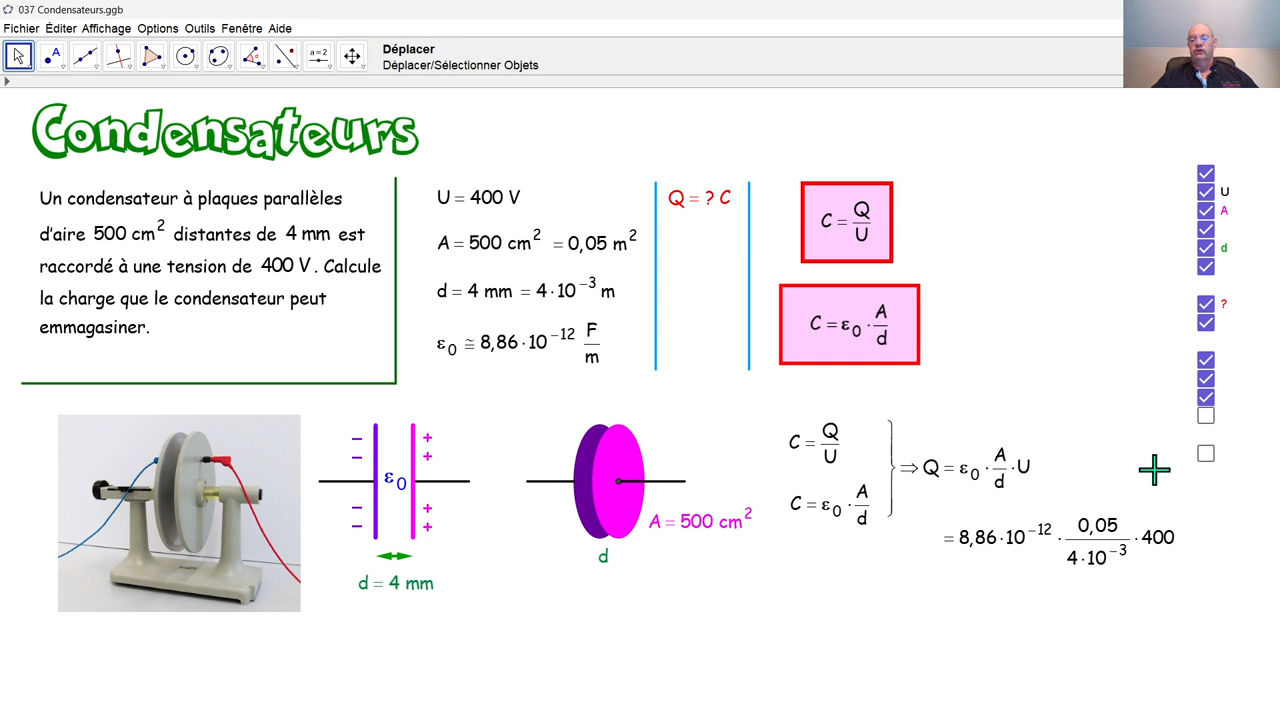 037 Condensateurs.ggb
Fichier Éditer Affichage Options Outils Fenêtre Aide
A
a=2
Déplacer
Déplacer/Sélectionner Objets
Condensateurs
Un condensateur à plaques parallèles
d'aire 500 cm² distantes de 4 mm est
raccordé à une tension de 400 V. Calcule
la charge que le condensateur peut
emmagasiner.
U = 400 V
A = 500 cm² = 0,05 m²
d = 4 mm = 4·10⁻³ m
ε₀ ≅ 8,86·10⁻¹² F/m
Q = ? C
C = Q/U
C = ε₀ · A/d
U
A
d
?
− +
− +
ε₀
− +
− +
d = 4 mm
A = 500 cm²
d
C = Q/U
C = ε₀ · A/d
⇒ Q = ε₀ · A/d · U
= 8,86·10⁻¹² · 0,05/4·10⁻³ · 400